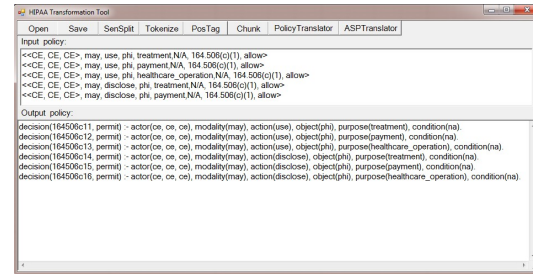 HIPAA Transformation Tool
Open Save SenSplit Tokenize PosTag Chunk PolicyTranslator ASPTranslator
Input policy:
<<CE, CE, CE>, may, use, phi, treatment,N/A, 164.506(c)(1), allow>
<<CE, CE, CE>, may, use, phi, payment,N/A, 164.506(c)(1), allow>
<<CE, CE, CE>, may, use, phi, healthcare_operation,N/A, 164.506(c)(1), allow>
<<CE, CE, CE>, may, disclose, phi, treatment,N/A, 164.506(c)(1), allow>
<<CE, CE, CE>, may, disclose, phi, payment,N/A, 164.506(c)(1), allow>
Output policy:
decision(164506c11, permit) :- actor(ce, ce, ce), modality(may), action(use), object(phi), purpose(treatment), condition(na).
decision(164506c12, permit) :- actor(ce, ce, ce), modality(may), action(use), object(phi), purpose(payment), condition(na).
decision(164506c13, permit) :- actor(ce, ce, ce), modality(may), action(use), object(phi), purpose(healthcare_operation), condition(na).
decision(164506c14, permit) :- actor(ce, ce, ce), modality(may), action(disclose), object(phi), purpose(treatment), condition(na).
decision(164506c15, permit) :- actor(ce, ce, ce), modality(may), action(disclose), object(phi), purpose(payment), condition(na).
decision(164506c16, permit) :- actor(ce, ce, ce), modality(may), action(disclose), object(phi), purpose(healthcare_operation), condition(na).